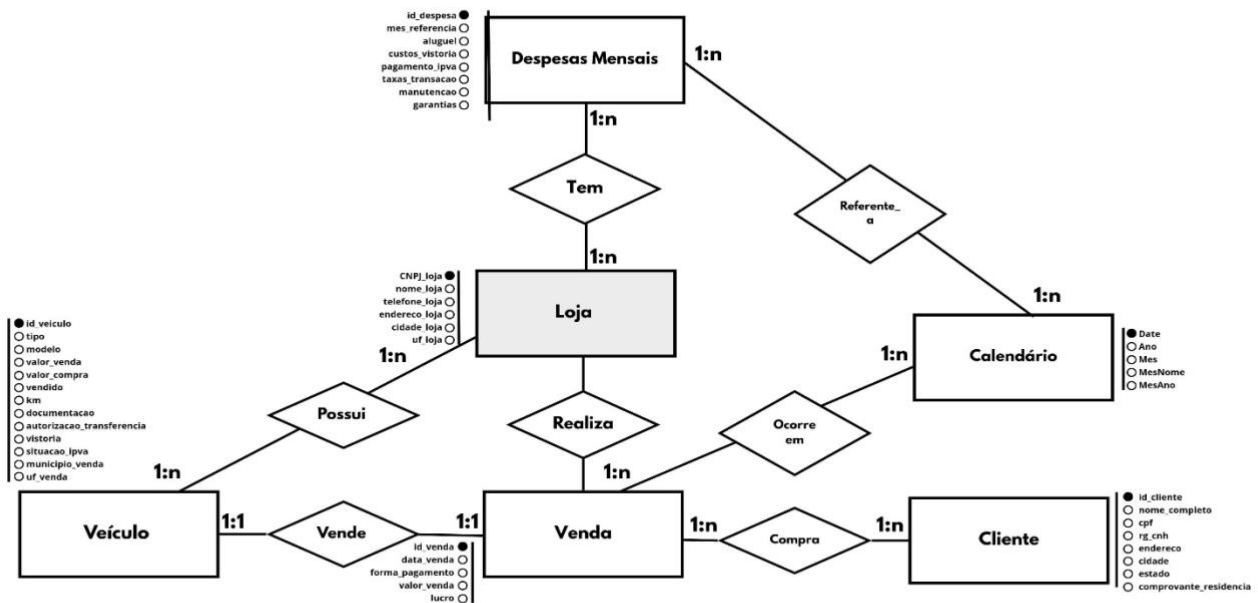 id_despesa
mes_referencia
aluguel
custos_vistoria
pagamento_ipva
taxas_transacao
manutencao
garantias
Despesas Mensais
1:n
1:n
Tem
Referente_
a
1:n
1:n
CNPJ_loja
nome_loja
telefone_loja
endereco_loja
cidade_loja
uf_loja
Loja
Calendário
Date
Ano
Mes
MesNome
MesAno
id_veiculo
tipo
modelo
valor_venda
valor_compra
vendido
km
documentacao
autorizacao_transferencia
vistoria
situacao_ipva
municipio_venda
uf_venda
1:n
1:n
Possui
Realiza
Ocorre
em
1:n
1:n
Veículo
1:1
Vende
1:1
Venda
1:n
Compra
1:n
Cliente
id_venda
data_venda
forma_pagamento
valor_venda
lucro
id_cliente
nome_completo
cpf
rg_cnh
endereco
cidade
estado
comprovante_residencia